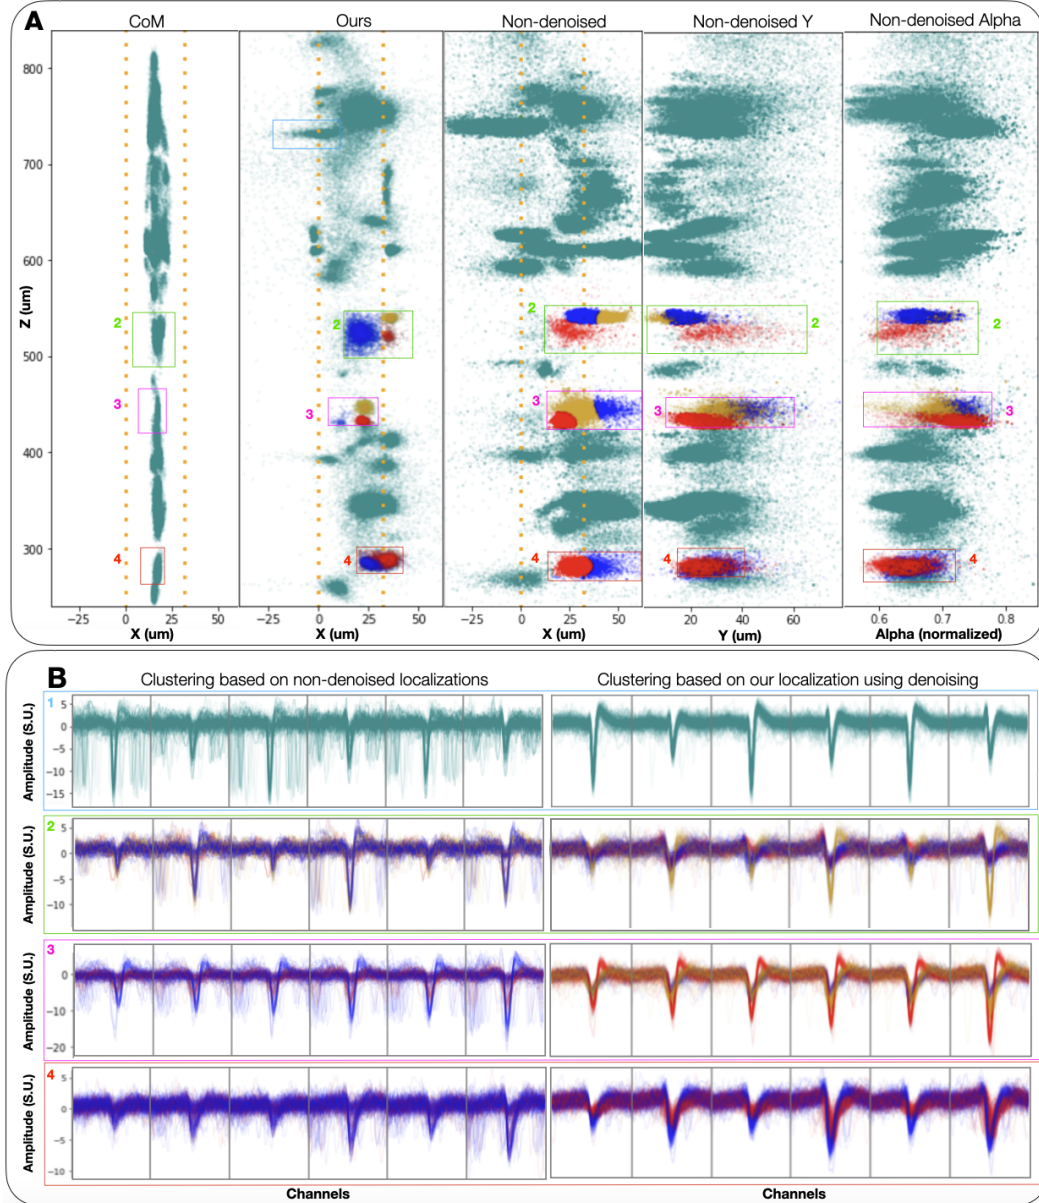 A
CoM
Ours
Non-denoised
Non-denoised Y
Non-denoised Alpha
800
700
600
500
400
300
Z (um)
2
3
4
2
3
4
2
3
4
2
3
4
2
3
4
−25 0 25 50
−25 0 25 50
−25 0 25 50
20 40 60
0.6 0.7 0.8
X (um)
X (um)
X (um)
Y (um)
Alpha (normalized)
B
Clustering based on non-denoised localizations
Clustering based on our localization using denoising
1
Amplitude (S.U.)
5
0
−5
−10
−15
2
Amplitude (S.U.)
5
0
−5
−10
3
Amplitude (S.U.)
0
−10
−20
4
Amplitude (S.U.)
5
0
−5
−10
Channels
Channels